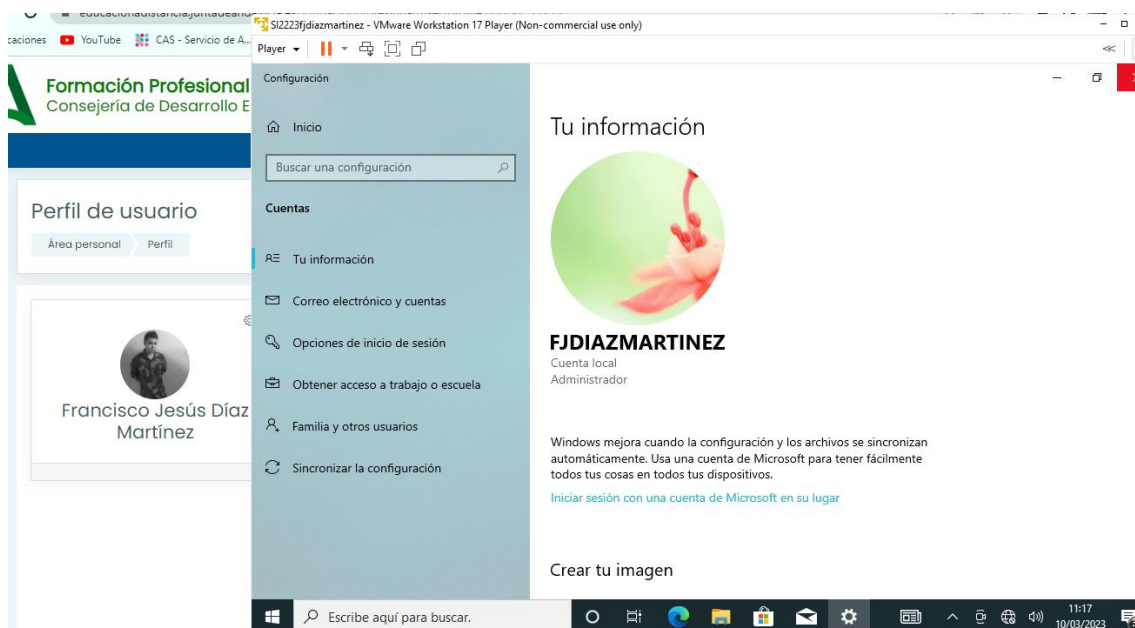 educacionadistancia.juntadeand
caciones YouTube CAS - Servicio de A...
Formación Profesional
Consejería de Desarrollo E
Perfil de usuario
Área personal Perfil
Francisco Jesús Díaz
Martínez
SI2223fjdiazmartinez - VMware Workstation 17 Player (Non-commercial use only)
Player
Configuración
Inicio
Buscar una configuración
Cuentas
Tu información
Correo electrónico y cuentas
Opciones de inicio de sesión
Obtener acceso a trabajo o escuela
Familia y otros usuarios
Sincronizar la configuración
Tu información
FJDIAZMARTINEZ
Cuenta local
Administrador
Windows mejora cuando la configuración y los archivos se sincronizan
automáticamente. Usa una cuenta de Microsoft para tener fácilmente
todos tus cosas en todos tus dispositivos.
Iniciar sesión con una cuenta de Microsoft en su lugar
Crear tu imagen
Escribe aquí para buscar.
11:17
10/03/2023